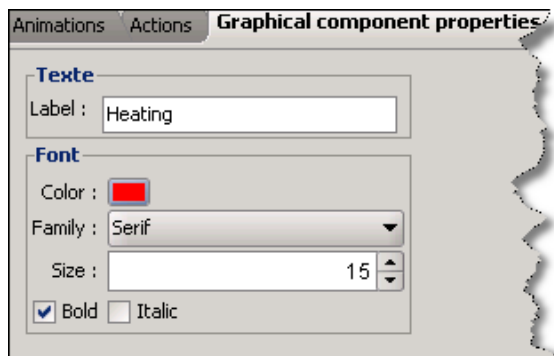 Animations Actions Graphical component properties
Texte
Label : Heating
Font
Color :
Family : Serif
Size : 15
Bold Italic